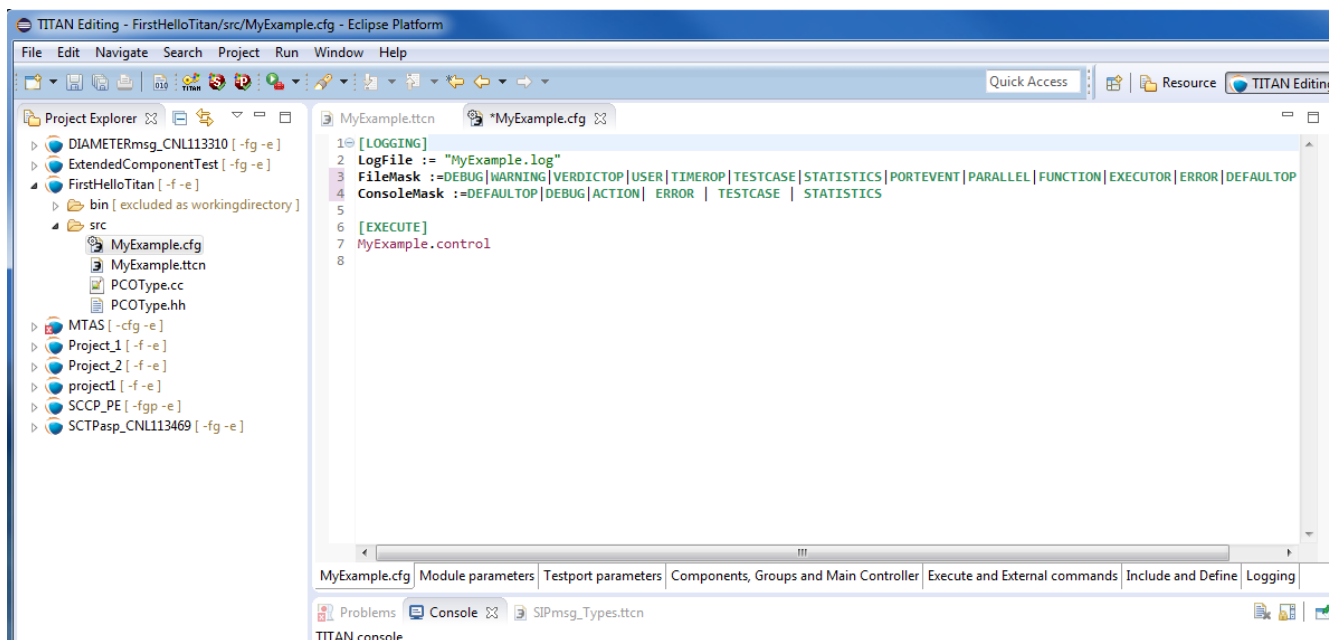 TITAN Editing - FirstHelloTitan/src/MyExample.cfg - Eclipse Platform
File Edit Navigate Search Project Run Window Help
010 TITAN Quick Access Resource TITAN Editing
Project Explorer
DIAMETERmsg_CNL113310 [ -fg -e ]
ExtendedComponentTest [ -fg -e ]
FirstHelloTitan [ -f -e ]
bin [ excluded as workingdirectory ]
src
MyExample.cfg
MyExample.ttcn
PCOType.cc
PCOType.hh
MTAS [ -cfg -e ]
Project_1 [ -f -e ]
Project_2 [ -f -e ]
project1 [ -f -e ]
SCCP_PE [ -fgp -e ]
SCTPasp_CNL113469 [ -fg -e ]
MyExample.ttcn *MyExample.cfg
1 [LOGGING]
2 LogFile := "MyExample.log"
3 FileMask :=DEBUG|WARNING|VERDICTOP|USER|TIMEROP|TESTCASE|STATISTICS|PORTEVENT|PARALLEL|FUNCTION|EXECUTOR|ERROR|DEFAULTOP
4 ConsoleMask :=DEFAULTOP|DEBUG|ACTION| ERROR | TESTCASE | STATISTICS
5
6 [EXECUTE]
7 MyExample.control
8
MyExample.cfg Module parameters Testport parameters Components, Groups and Main Controller Execute and External commands Include and Define Logging
Problems Console SIPmsg_Types.ttcn
TITAN console